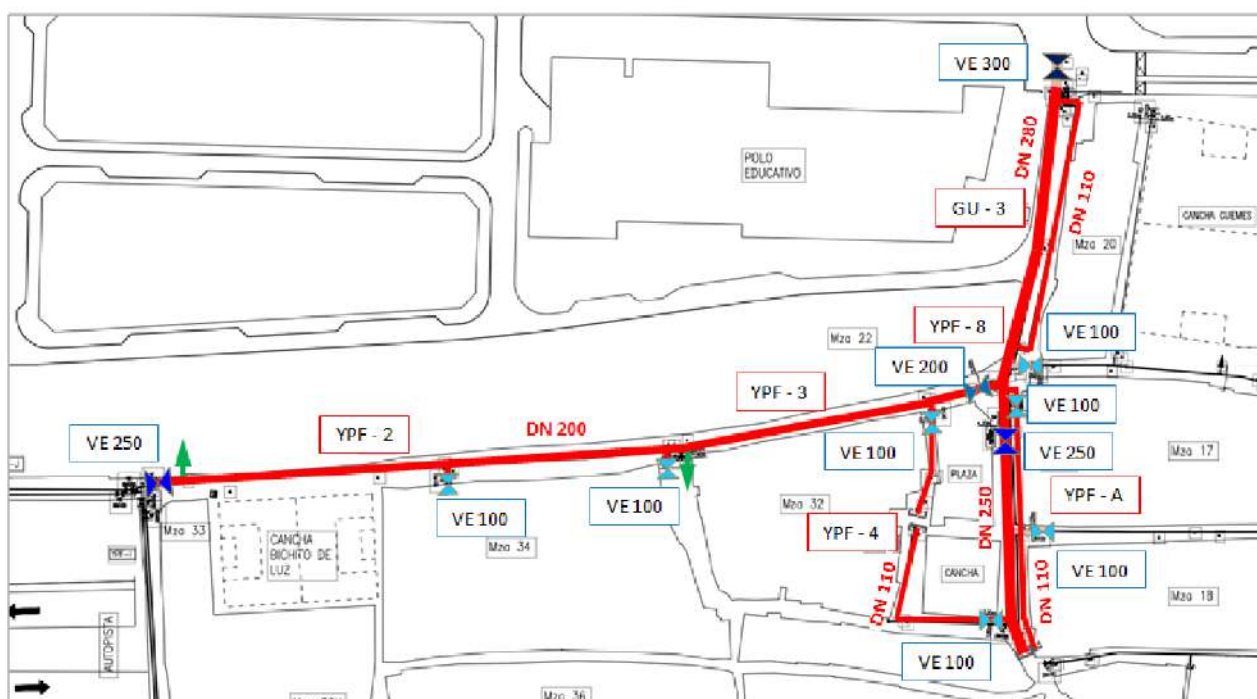 VE 300
DN 280
POLO
EDUCATIVO
DN 110
GU - 3
CANCHA GUEMES
Mza 20
YPF - 8
VE 100
Mza 22
VE 200
YPF - 3
VE 100
YPF - 2
DN 200
VE 250
VE 100
VE 250
Mza 17
PLAZA
YPF - A
Mza 32
VE 100
VE 100
Mza 33
CANCHA
BICHITO DE
LUZ
Mza 34
YPF - 4
DN 250
CANCHA
VE 100
DN 110
DN 110
Mza 18
AUTOPISTA
VE 100
Mza 36